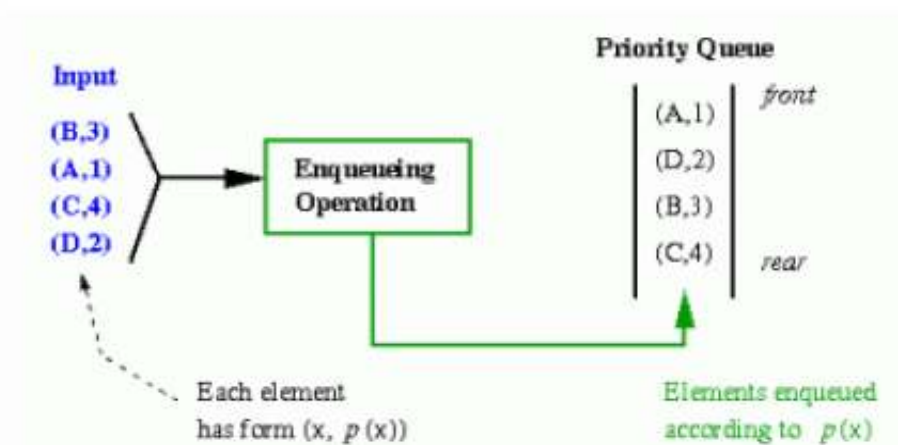 Input
(B,3)
(A,1)
(C,4)
(D,2)
Enqueueing
Operation
Priority Queue
(A,1)
(D,2)
(B,3)
(C,4)
front
rear
Each element
has form (x, p(x))
Elements enqueued
according to p(x)